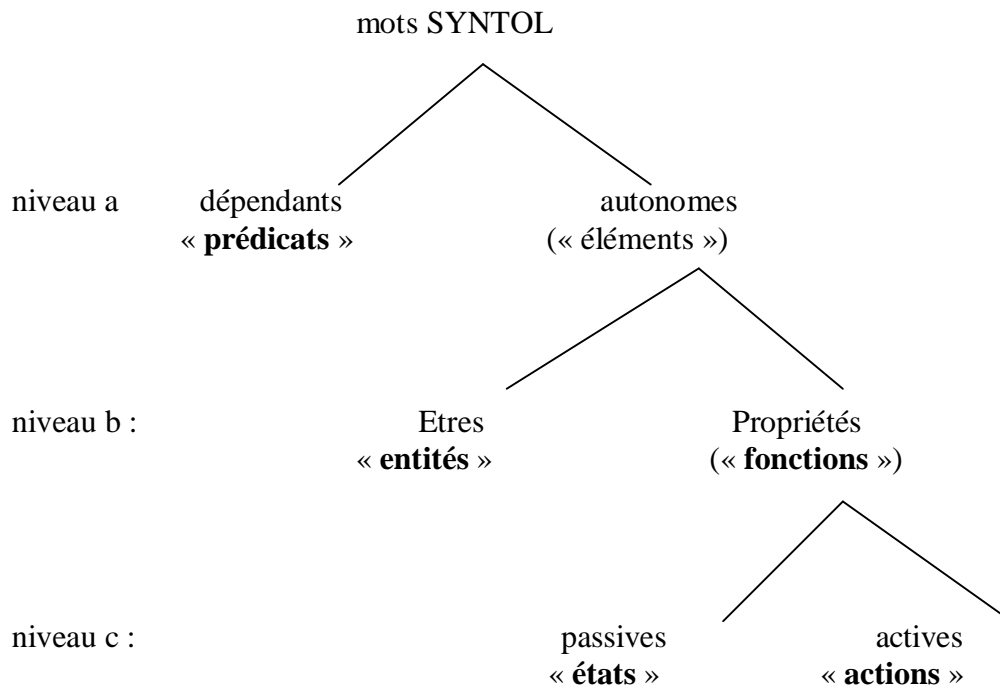 mots SYNTOL
niveau a dépendants autonomes
« prédicats » (« éléments »)
niveau b : Etres Propriétés
« entités » (« fonctions »)
niveau c : passives actives
« états » « actions »